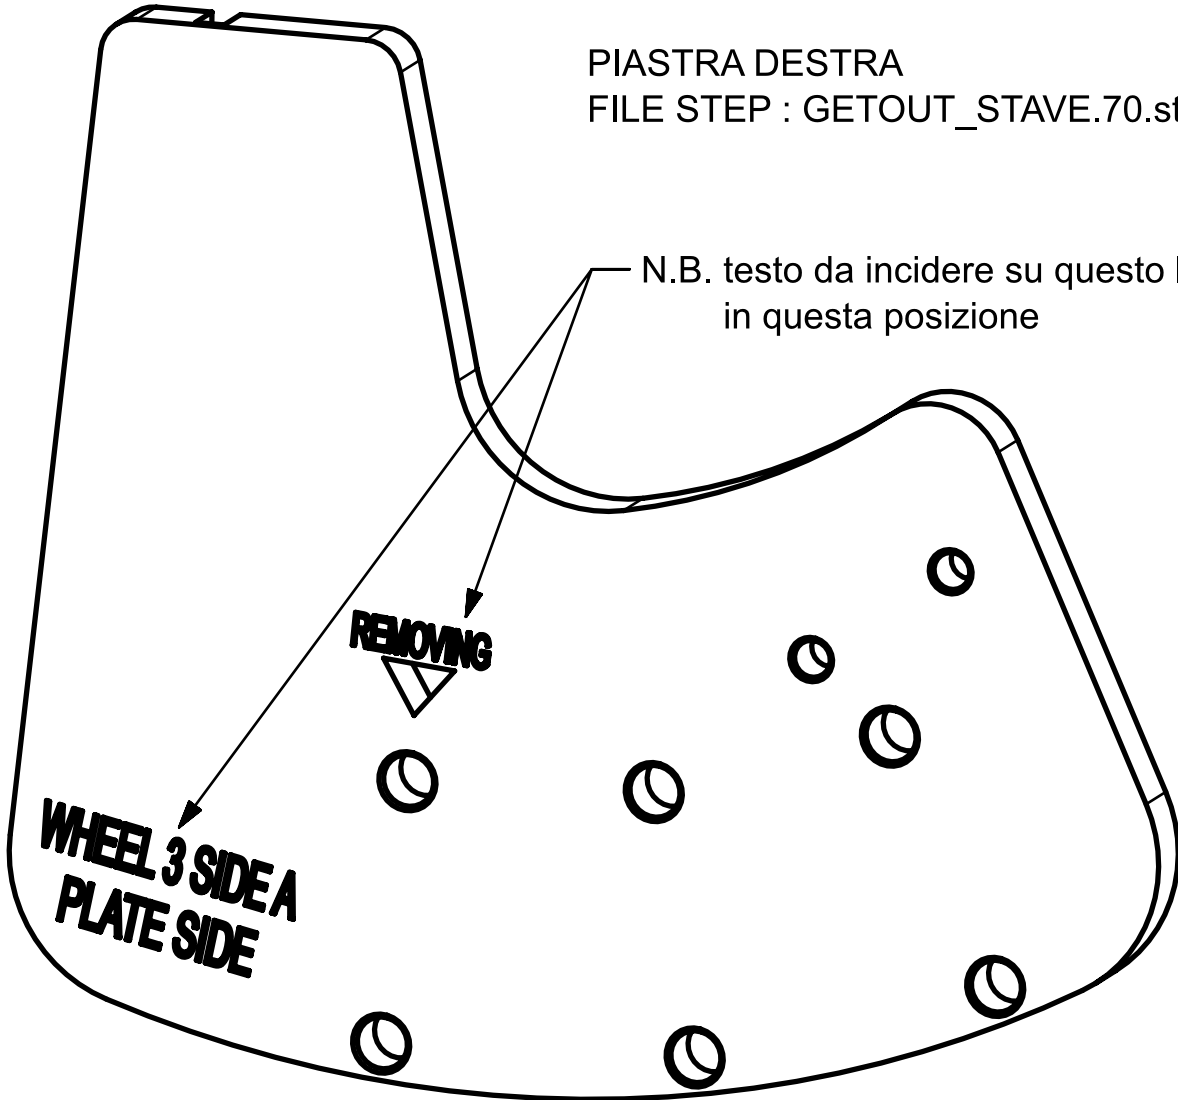 PIASTRA DESTRA
FILE STEP : GETOUT_STAVE.70.st
N.B. testo da incidere su questo
in questa posizione
REMOVING
WHEEL 3 SIDE A
PLATE SIDE